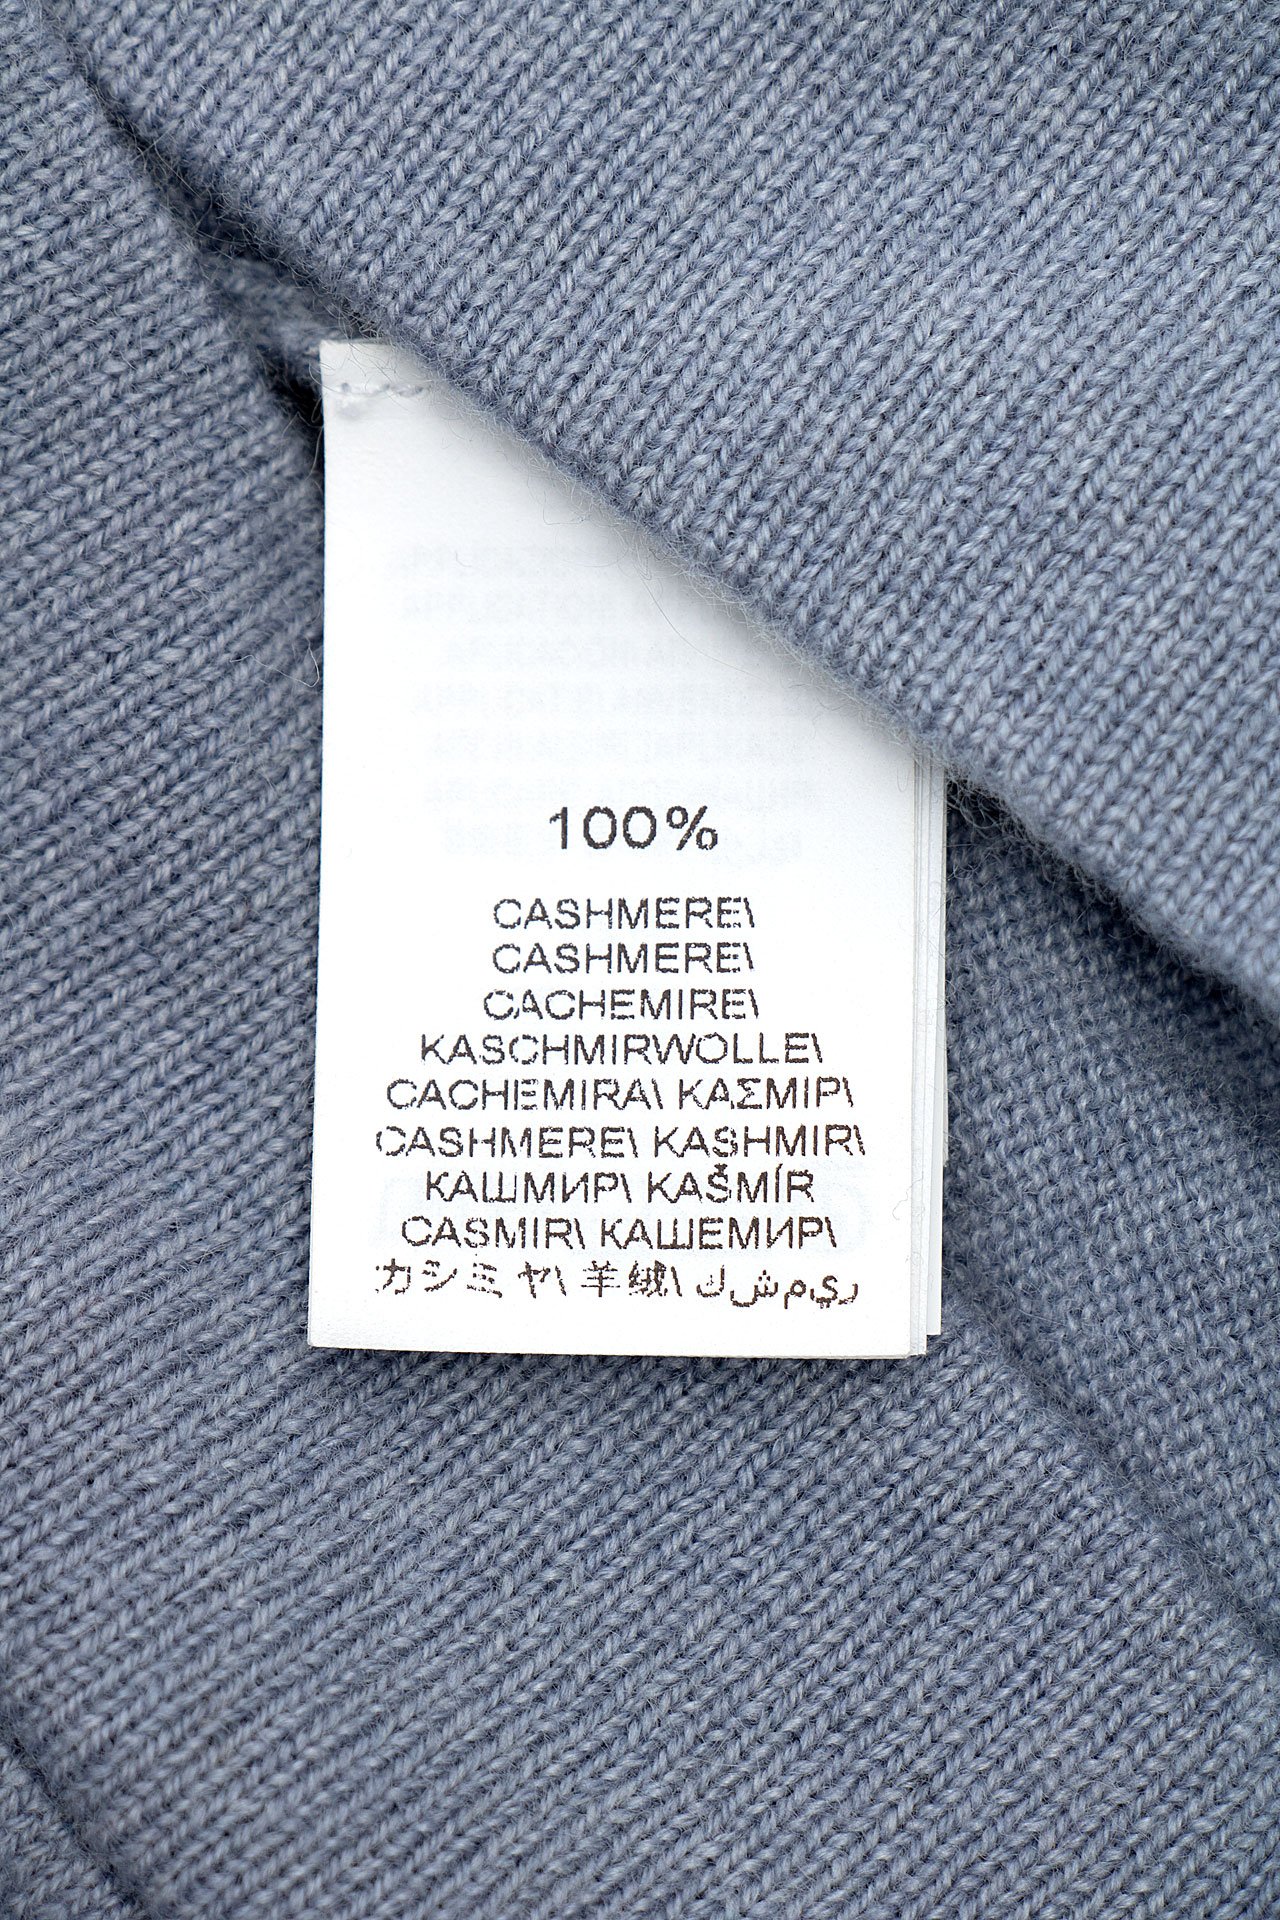 100%
CASHMERE\
CASHMERE\
CACHEMIRE\
KASCHMIRWOLLE\
CACHEMIRA\ ΚΑΣΜΙΡ\
CASHMERE\ KASHMIR\
КАШМИР\ KAŠMÍR
CASMIR\ КАШЕМИР\
カシミヤ\ 羊绒\ كشمير